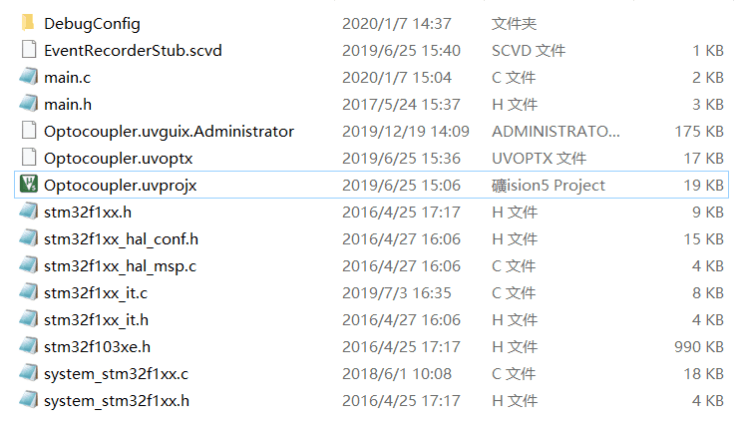 DebugConfig 2020/1/7 14:37 文件夹
EventRecorderStub.scvd 2019/6/25 15:40 SCVD 文件 1 KB
main.c 2020/1/7 15:04 C 文件 2 KB
main.h 2017/5/24 15:37 H 文件 3 KB
Optocoupler.uvguix.Administrator 2019/12/19 14:09 ADMINISTRATO... 175 KB
Optocoupler.uvoptx 2019/6/25 15:36 UVOPTX 文件 17 KB
Optocoupler.uvprojx 2019/6/25 15:06 礦ision5 Project 19 KB
stm32f1xx.h 2016/4/25 17:17 H 文件 9 KB
stm32f1xx_hal_conf.h 2016/4/27 16:06 H 文件 15 KB
stm32f1xx_hal_msp.c 2016/4/27 16:06 C 文件 4 KB
stm32f1xx_it.c 2019/7/3 16:35 C 文件 8 KB
stm32f1xx_it.h 2016/4/27 16:06 H 文件 4 KB
stm32f103xe.h 2016/4/25 17:17 H 文件 990 KB
system_stm32f1xx.c 2018/6/1 10:08 C 文件 18 KB
system_stm32f1xx.h 2016/4/25 17:17 H 文件 4 KB